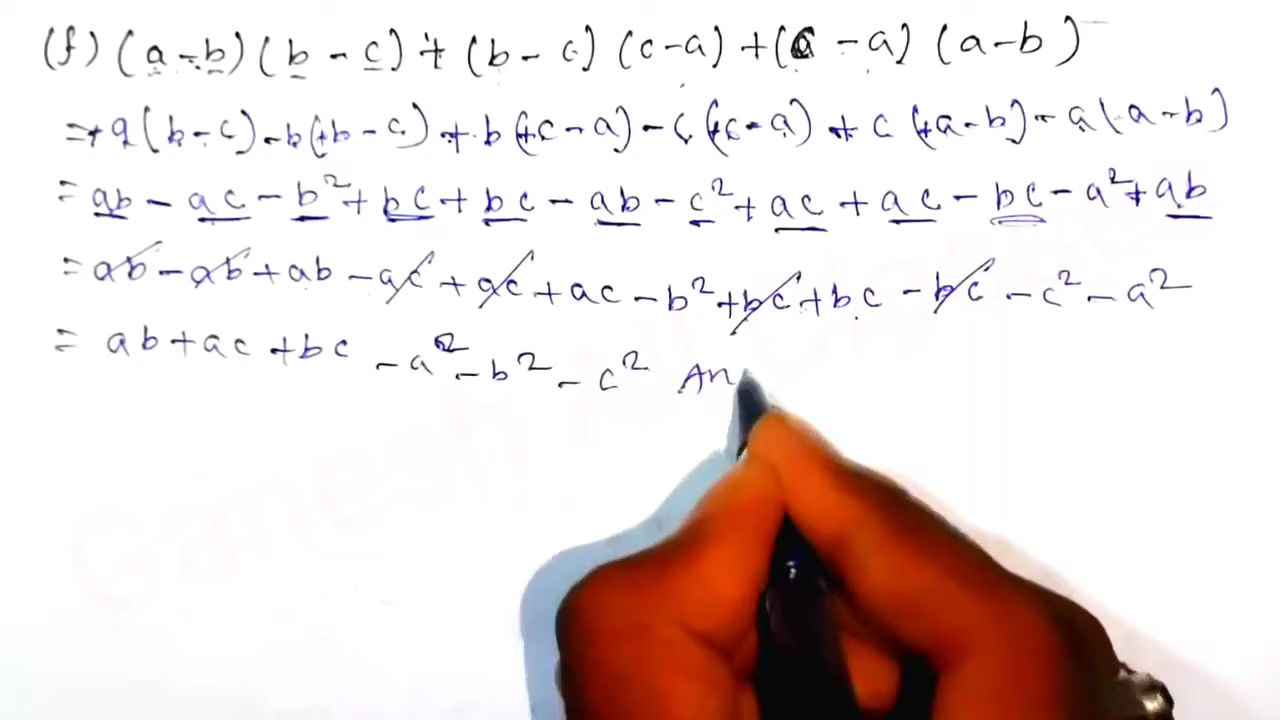 (f) (a-b)(b-c)+(b-c)(c-a)+(c-a)(a-b)
=+a(b-c)-b(+b-c)+b(+c-a)-c(+c-a)+c(+a-b)-a(a-b)
=ab-ac-b²+bc+bc-ab-c²+ac+ac-bc-a²+ab
=ab-ab+ab-ac+ac+ac-b²+bc+bc-bc-c²-a²
=ab+ac+bc-a²-b²-c² An
Ganesh